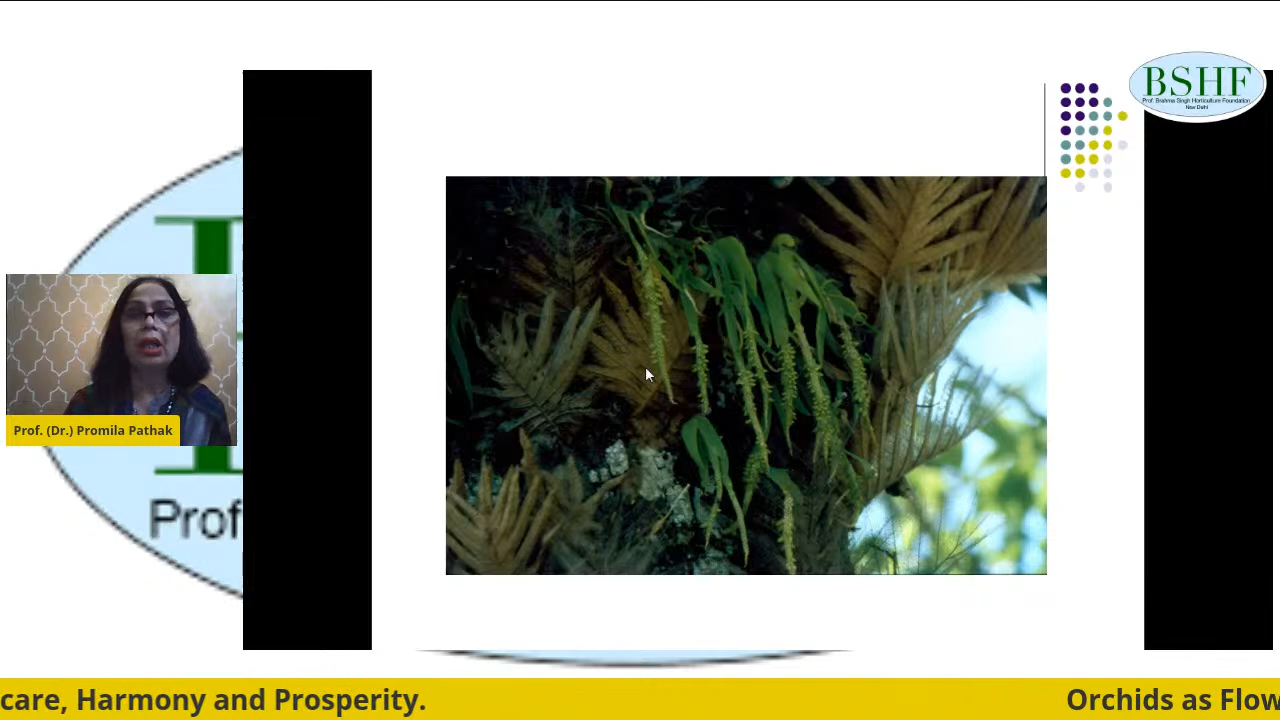 BSHF
Prof. Brahma Singh Horticulture Foundation
New Delhi
Prof
Prof. (Dr.) Promila Pathak
care, Harmony and Prosperity.
Orchids as Flow